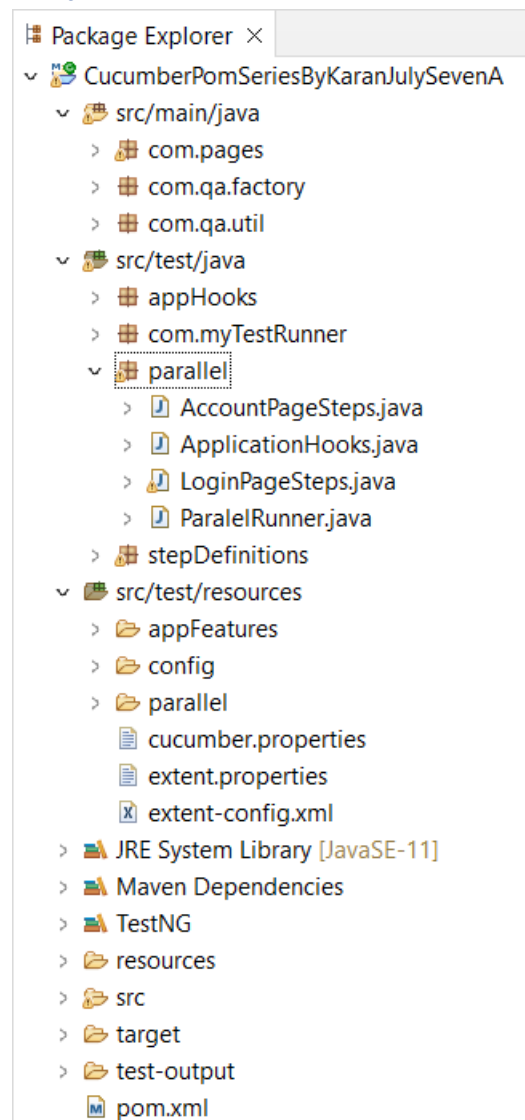 Package Explorer ×
CucumberPomSeriesByKaranJulySevenA
src/main/java
com.pages
com.qa.factory
com.qa.util
src/test/java
appHooks
com.myTestRunner
parallel
AccountPageSteps.java
ApplicationHooks.java
LoginPageSteps.java
ParalelRunner.java
stepDefinitions
src/test/resources
appFeatures
config
parallel
cucumber.properties
extent.properties
extent-config.xml
JRE System Library [JavaSE-11]
Maven Dependencies
TestNG
resources
src
target
test-output
pom.xml